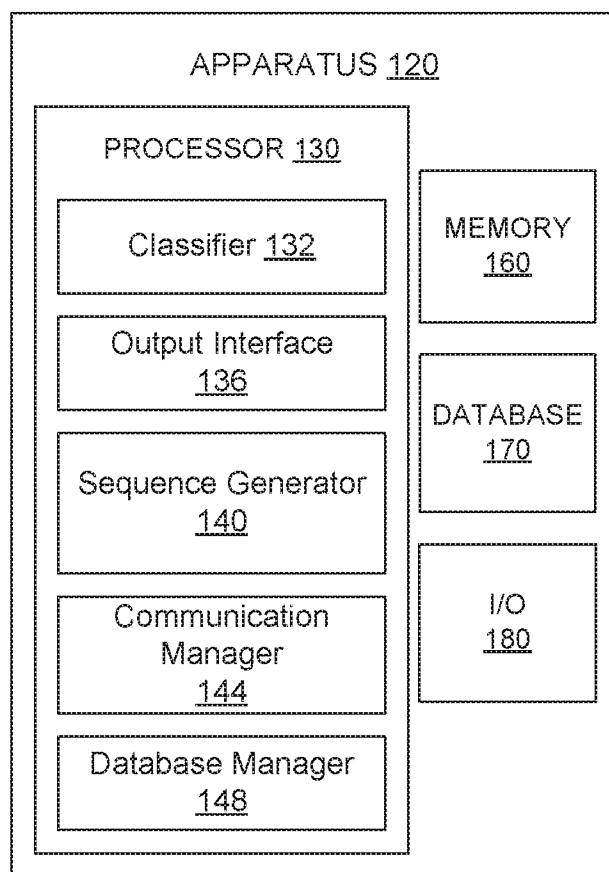 APPARATUS 120
PROCESSOR 130
Classifier 132
Output Interface
136
Sequence Generator
140
Communication
Manager
144
Database Manager
148
MEMORY
160
DATABASE
170
I/O
180